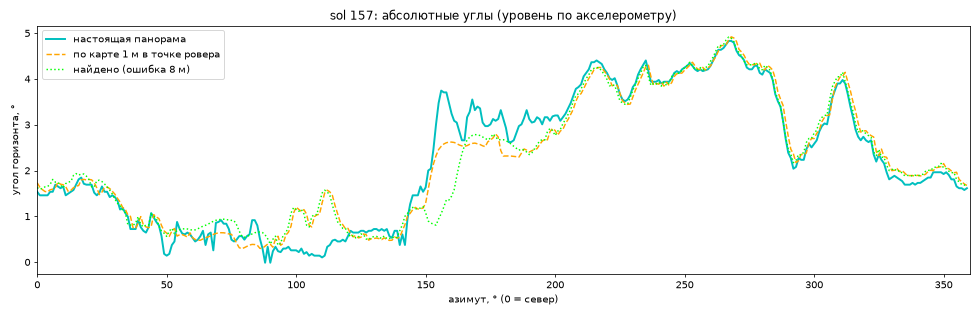 sol 157: абсолютные углы (уровень по акселерометру)
настоящая панорама
по карте 1 м в точке ровера
найдено (ошибка 8 м)
угол горизонта, °
5
4
3
2
1
0
0 50 100 150 200 250 300 350
азимут, ° (0 = север)